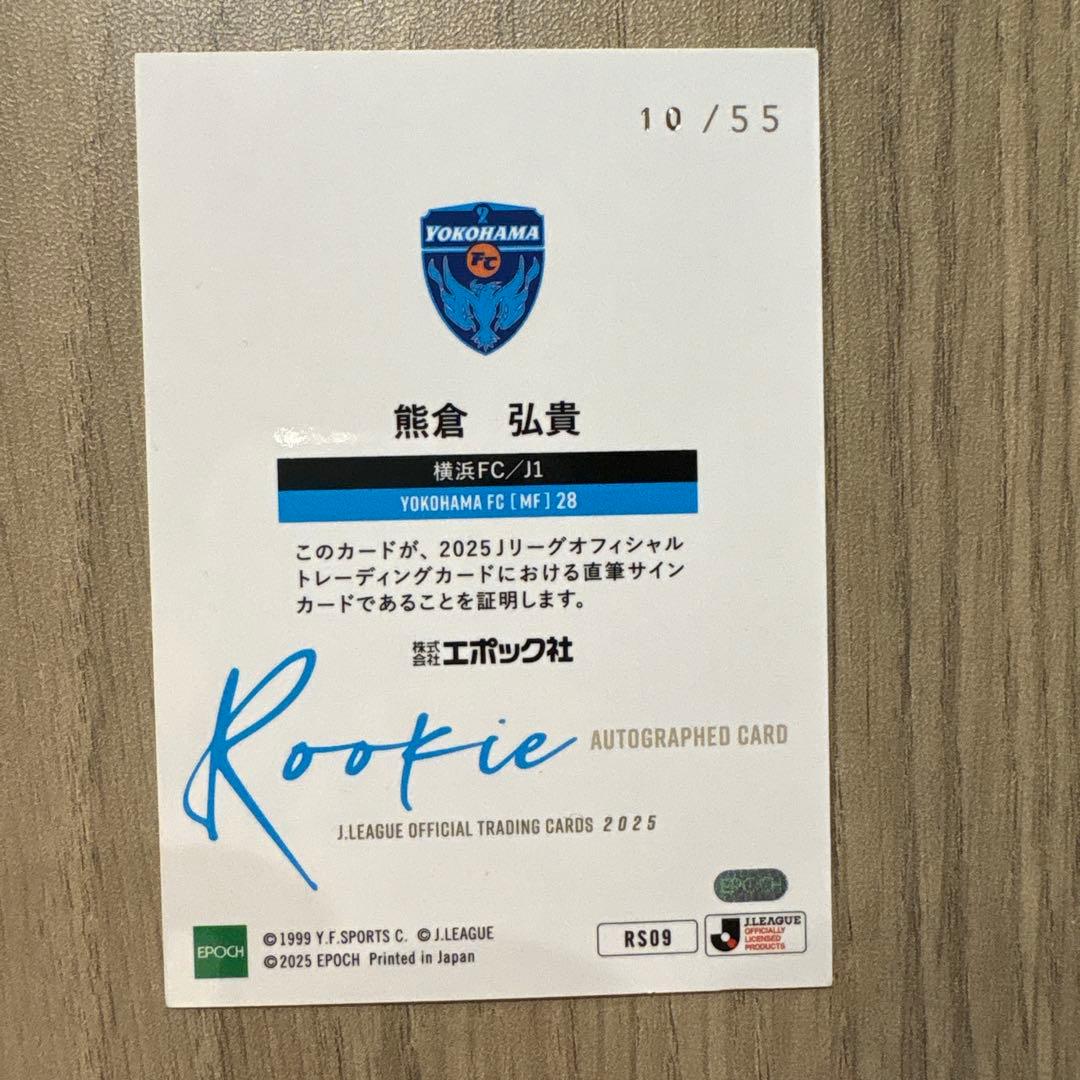 10 /55
YOKOHAMA
FC
熊倉 弘貴
横浜FC／J1
YOKOHAMA FC [MF] 28
このカードが、2025Jリーグオフィシャル
トレーディングカードにおける直筆サイン
カードであることを証明します。
株式会社エポック社
Rookie AUTOGRAPHED CARD
J.LEAGUE OFFICIAL TRADING CARDS 2025
EPOCH
EPOCH
©1999 Y.F.SPORTS C. ©J.LEAGUE
©2025 EPOCH Printed in Japan
RS09
J.LEAGUE
OFFICIALLY
LICENSED
PRODUCTS